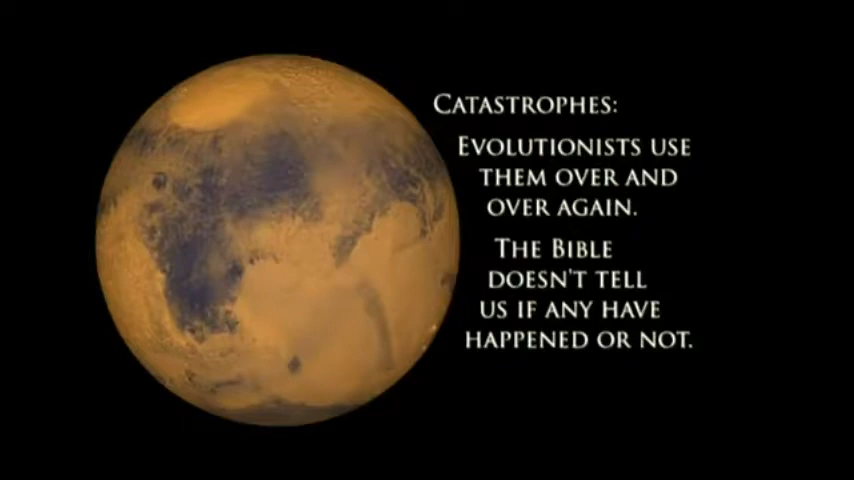 Catastrophes:
Evolutionists use
them over and
over again.
The Bible
doesn't tell
us if any have
happened or not.